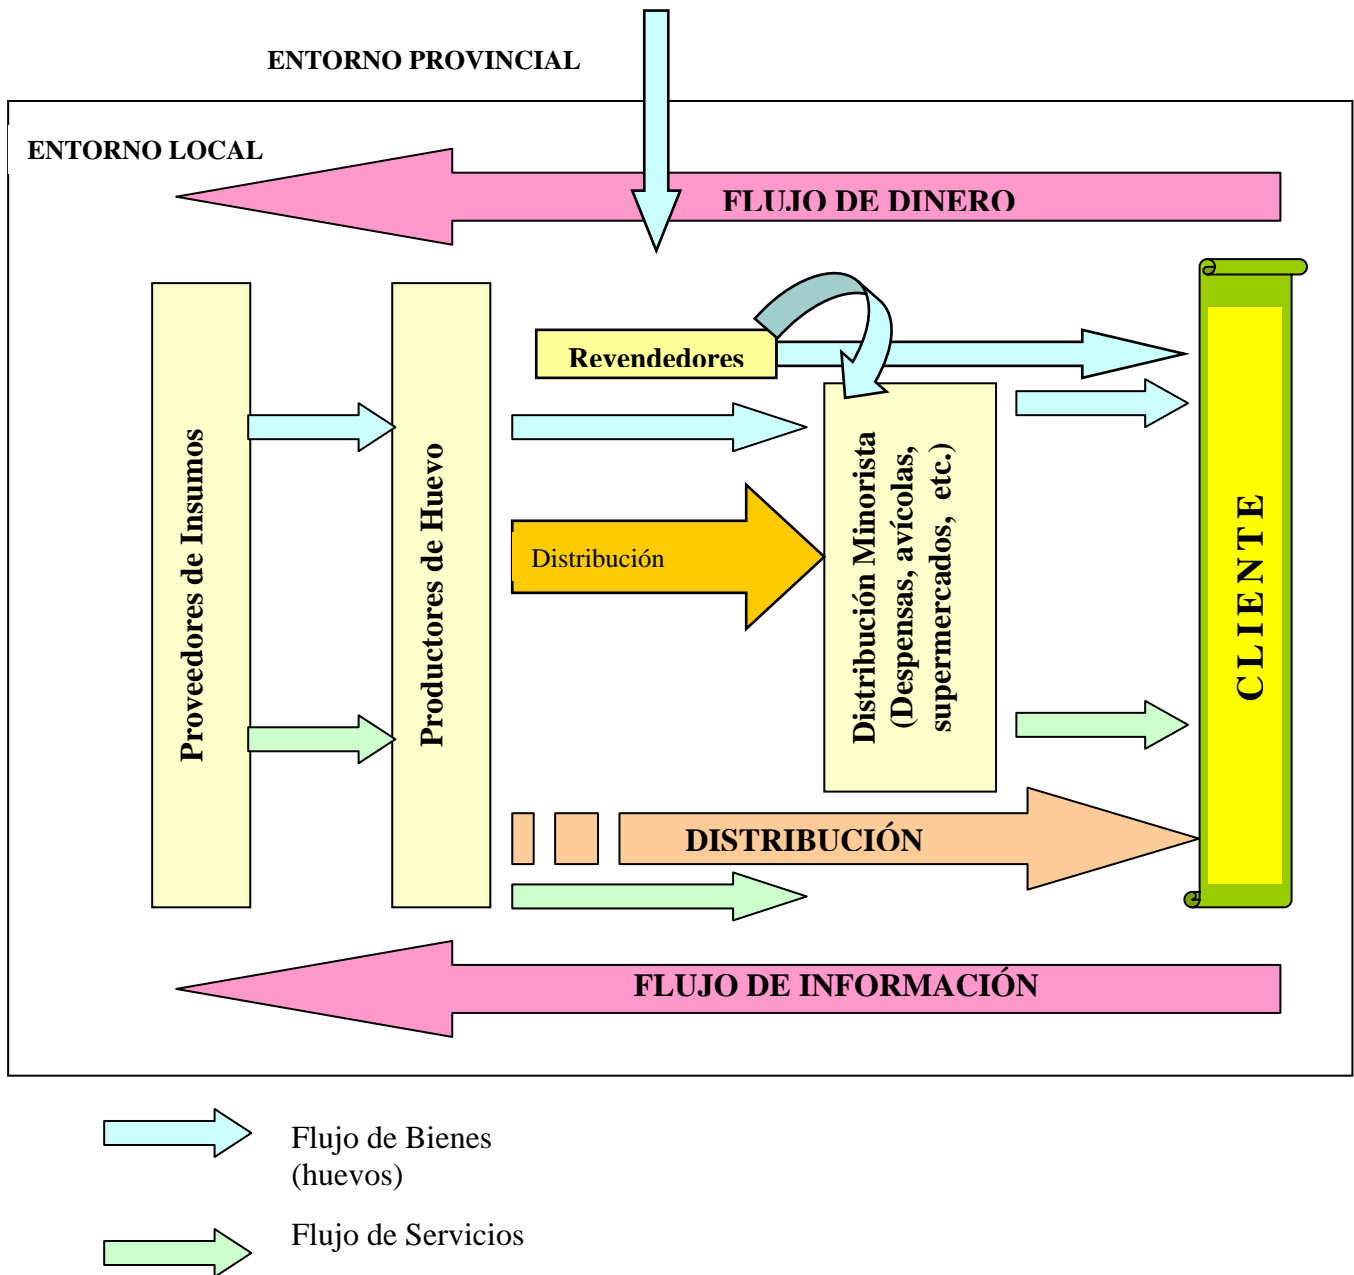 ENTORNO PROVINCIAL
ENTORNO LOCAL
FLUJO DE DINERO
Revendedores
Proveedores de Insumos
Productores de Huevo
Distribución
Distribución Minorista
(Despensas, avícolas,
supermercados, etc.)
CLIENTE
DISTRIBUCIÓN
FLUJO DE INFORMACIÓN
Flujo de Bienes
(huevos)
Flujo de Servicios